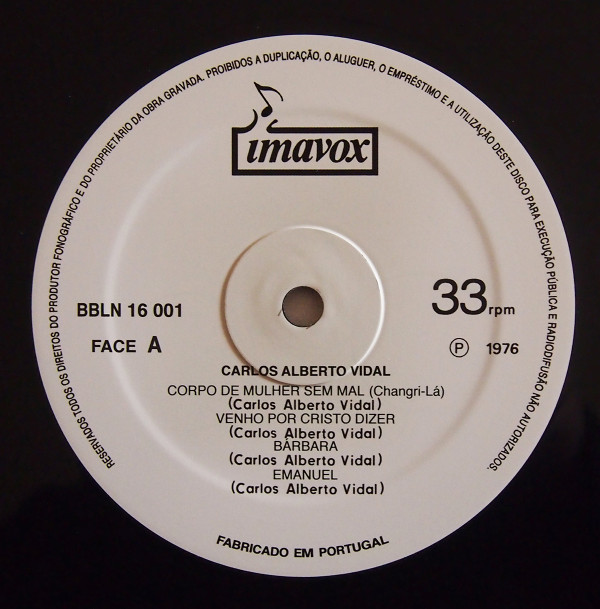 RESERVADOS TODOS OS DIREITOS DO PRODUTOR FONOGRÁFICO E DO PROPRIETÁRIO DA OBRA GRAVADA. PROIBIDOS A DUPLICAÇÃO, O ALUGUER, O EMPRÉSTIMO E A UTILIZAÇÃO DESTE DISCO PARA EXECUÇÃO PÚBLICA E RADIODIFUSÃO NÃO AUTORIZADOS.
imavox
BBLN 16 001
33 rpm
FACE A
Ⓟ 1976
CARLOS ALBERTO VIDAL
CORPO DE MULHER SEM MAL (Changri-Lá)
(Carlos Alberto Vidal)
VENHO POR CRISTO DIZER
(Carlos Alberto Vidal)
BÁRBARA
(Carlos Alberto Vidal)
EMANUEL
(Carlos Alberto Vidal)
FABRICADO EM PORTUGAL